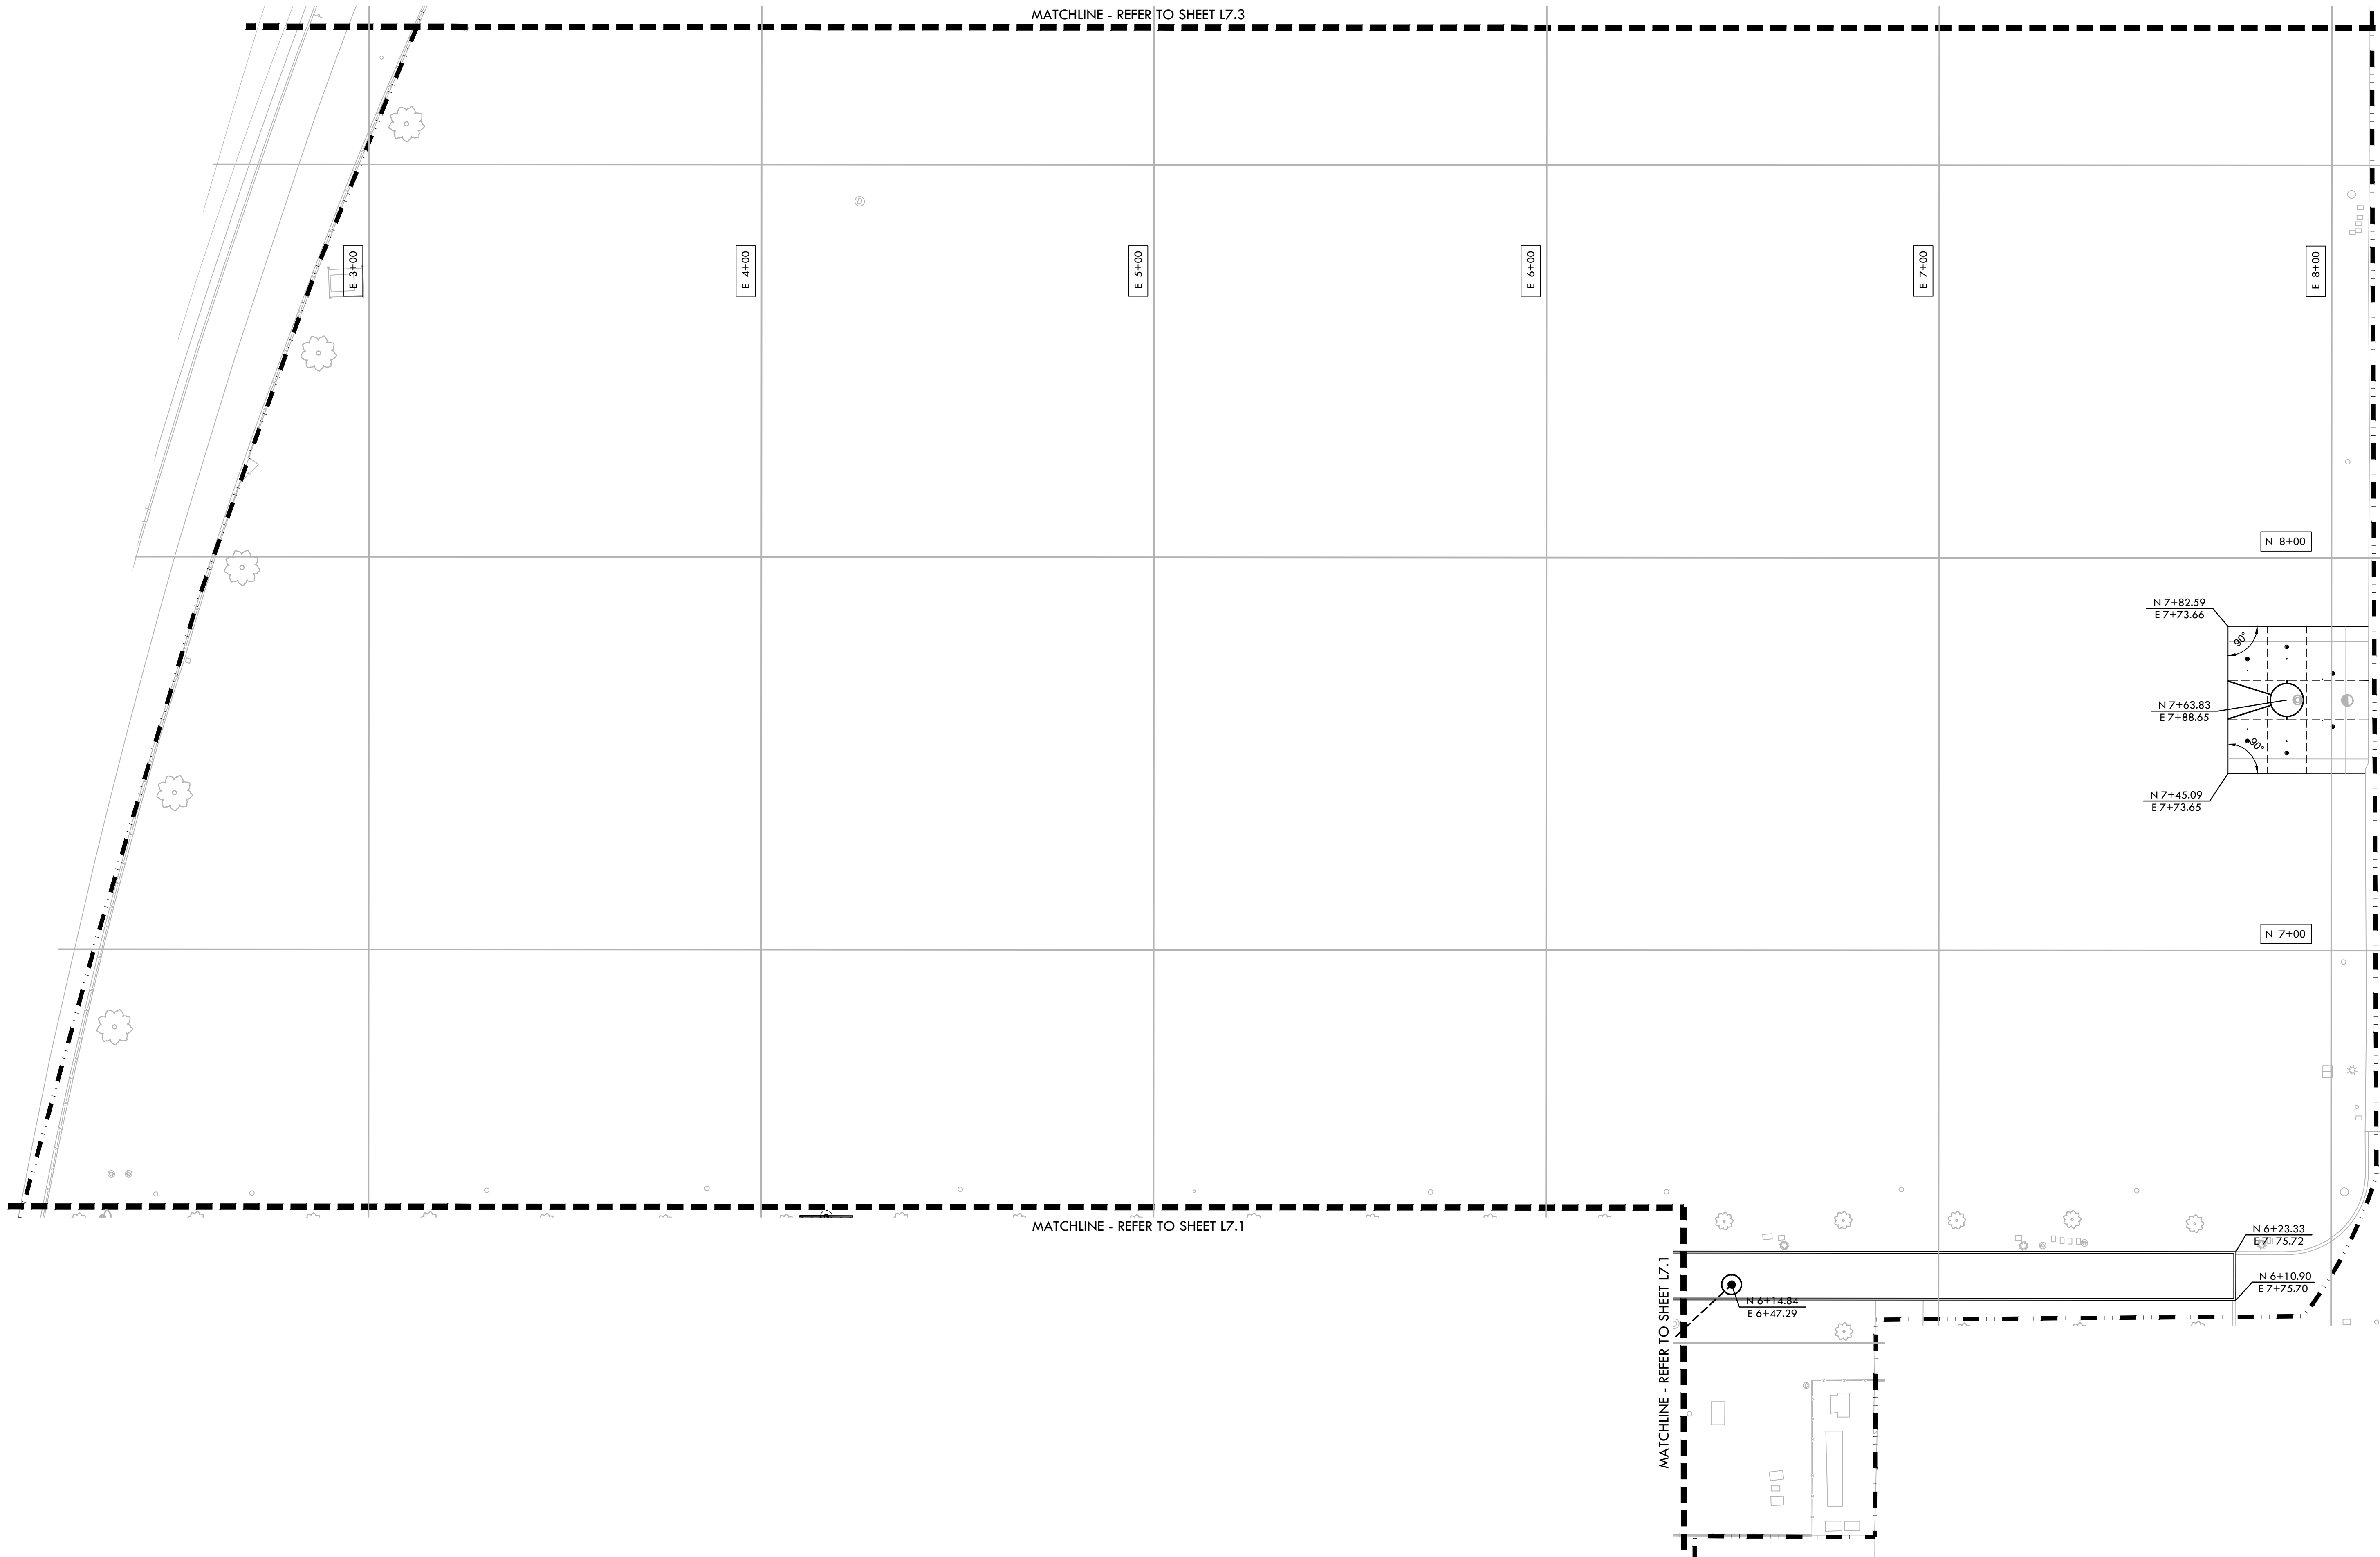 MATCHLINE - REFER TO SHEET L7.3
E 3+00
E 4+00
E 5+00
E 6+00
E 7+00
E 8+00
N 8+00
N 7+82.59
E 7+73.66
90°
N 7+63.83
E 7+88.65
90°
N 7+45.09
E 7+73.65
N 7+00
MATCHLINE - REFER TO SHEET L7.1
N 6+23.33
E 7+75.72
N 6+10.90
E 7+75.70
N 6+14.84
E 6+47.29
MATCHLINE - REFER TO SHEET L7.1